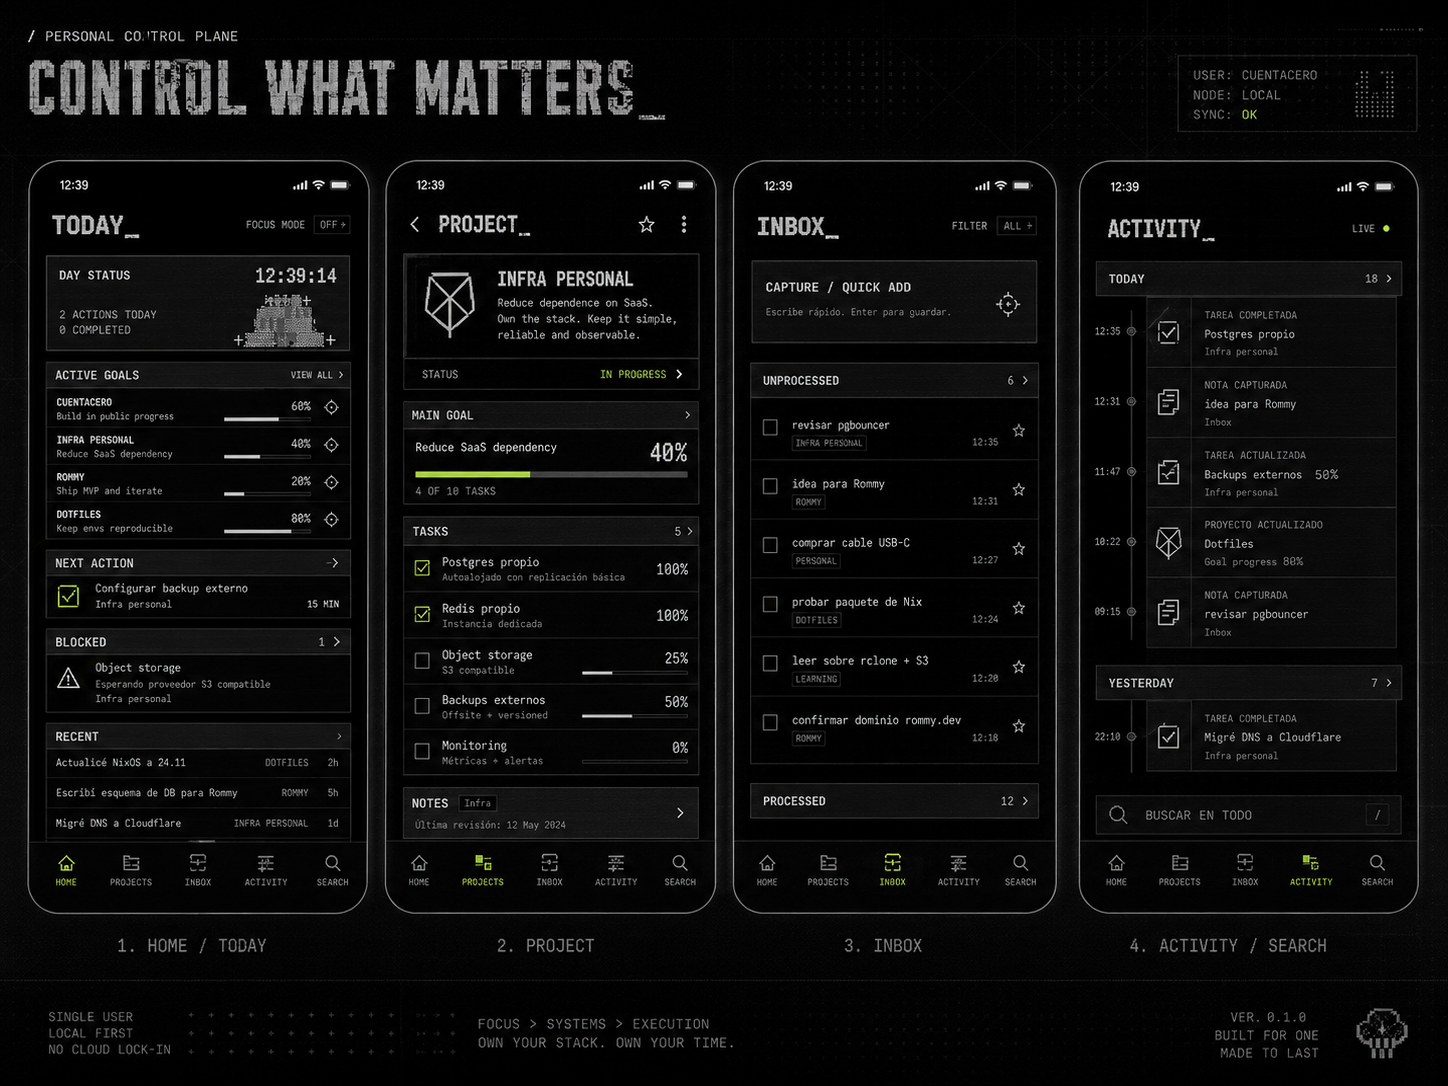 / PERSONAL CONTROL PLANE
CONTROL WHAT MATTERS_
USER: CUENTACERO
NODE: LOCAL
SYNC: OK
12:39
TODAY_
FOCUS MODE OFF +
DAY STATUS 12:39:14
2 ACTIONS TODAY
0 COMPLETED
ACTIVE GOALS VIEW ALL >
CUENTACERO 60%
Build in public progress
INFRA PERSONAL 40%
Reduce SaaS dependency
ROMMY 20%
Ship MVP and iterate
DOTFILES 80%
Keep envs reproducible
NEXT ACTION
Configurar backup externo
Infra personal 15 MIN
BLOCKED 1 >
Object storage
Esperando proveedor S3 compatible
Infra personal
RECENT >
Actualicé NixOS a 24.11 DOTFILES 2h
Escribí esquema de DB para Rommy ROMMY 5h
Migré DNS a Cloudflare INFRA PERSONAL 1d
HOME PROJECTS INBOX ACTIVITY SEARCH
1. HOME / TODAY
12:39
PROJECT_
INFRA PERSONAL
Reduce dependence on SaaS.
Own the stack. Keep it simple,
reliable and observable.
STATUS IN PROGRESS >
MAIN GOAL >
Reduce SaaS dependency 40%
4 OF 10 TASKS
TASKS 5 >
Postgres propio 100%
Autoalojado con replicación básica
Redis propio 100%
Instancia dedicada
Object storage 25%
S3 compatible
Backups externos 50%
Offsite + versioned
Monitoring 0%
Métricas + alertas
NOTES Infra >
Última revisión: 12 May 2024
HOME PROJECTS INBOX ACTIVITY SEARCH
2. PROJECT
12:39
INBOX_
FILTER ALL +
CAPTURE / QUICK ADD
Escribe rápido. Enter para guardar.
UNPROCESSED 6 >
revisar pgbouncer
INFRA PERSONAL 12:35
idea para Rommy
ROMMY 12:31
comprar cable USB-C
PERSONAL 12:27
probar paquete de Nix
DOTFILES 12:24
leer sobre rclone + S3
LEARNING 12:20
confirmar dominio rommy.dev
ROMMY 12:18
PROCESSED 12 >
HOME PROJECTS INBOX ACTIVITY SEARCH
3. INBOX
12:39
ACTIVITY_
LIVE
TODAY 18 >
TAREA COMPLETADA
12:35 Postgres propio
Infra personal
NOTA CAPTURADA
12:31 idea para Rommy
Inbox
TAREA ACTUALIZADA
11:47 Backups externos 50%
Infra personal
PROYECTO ACTUALIZADO
10:22 Dotfiles
Goal progress 80%
NOTA CAPTURADA
09:15 revisar pgbouncer
Inbox
YESTERDAY 7 >
TAREA COMPLETADA
22:10 Migré DNS a Cloudflare
Infra personal
BUSCAR EN TODO /
HOME PROJECTS INBOX ACTIVITY SEARCH
4. ACTIVITY / SEARCH
SINGLE USER
LOCAL FIRST
NO CLOUD LOCK-IN
FOCUS > SYSTEMS > EXECUTION
OWN YOUR STACK. OWN YOUR TIME.
VER. 0.1.0
BUILT FOR ONE
MADE TO LAST